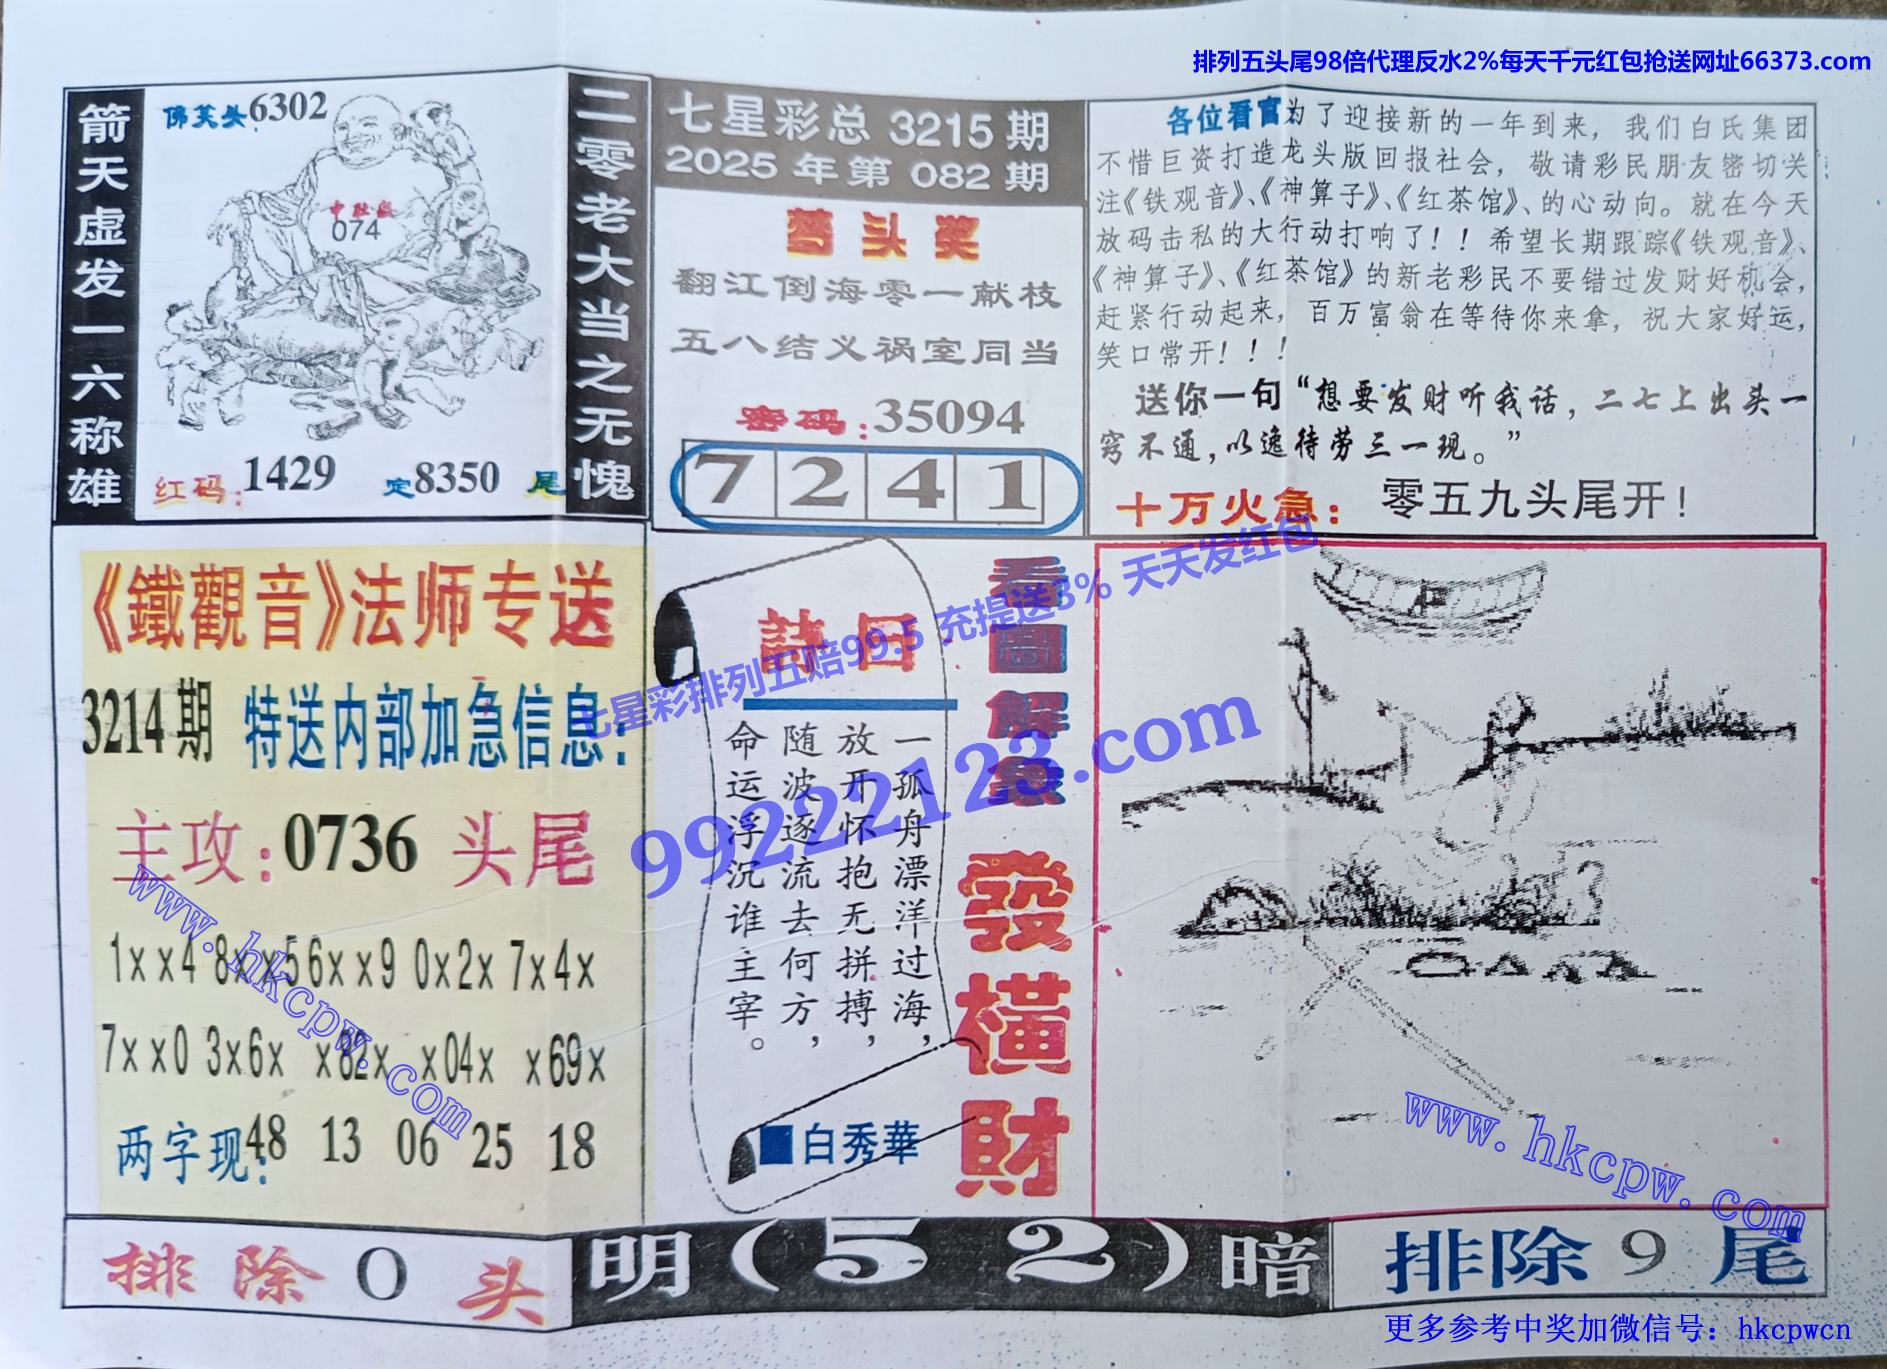 排列五头尾98倍代理反水2%每天千元红包抢送网址66373.com
箭天虚发一六称雄
佛笑头6302
中肚数
074
红码:1429 定8350尾
二零老大当之无愧
七星彩总 3215 期
2025 年第 082 期
梦头奖
翻江倒海零一献枝
五八结义祸室同当
密码:35094
7 2 4 1
各位看官为了迎接新的一年到来，我们白氏集团
不惜巨资打造龙头版回报社会，敬请彩民朋友密切关
注《铁观音》、《神算子》、《红茶馆》、的心动向。就在今天
放码击私的大行动打响了！！希望长期跟踪《铁观音》、
《神算子》、《红茶馆》的新老彩民不要错过发财好机会，
赶紧行动起来，百万富翁在等待你来拿，祝大家好运，
笑口常开！！！
送你一句“想要发财听我话，二七上出头一
窍不通，以逸待劳三一现。”
十万火急：零五九头尾开！
《鐵觀音》法师专送
3214期 特送内部加急信息：
主攻：0736 头尾
1xx4 8xx5 6xx9 0x2x 7x4x
7xx0 3x6x x82x x04x x69x
两字现：48 13 06 25 18
詩曰
一孤舟漂洋过海，
放开怀抱无拼搏，
随波逐流去何方，
命运浮沉谁主宰。
■白秀華
看圖解象
發橫財
七星彩排列五赔99.5 充提送3% 天天发红包
99222123.com
www.hkcpw.com
www.hkcpw.com
排除0头
明(52)暗
排除9尾
更多参考中奖加微信号：hkcpwcn